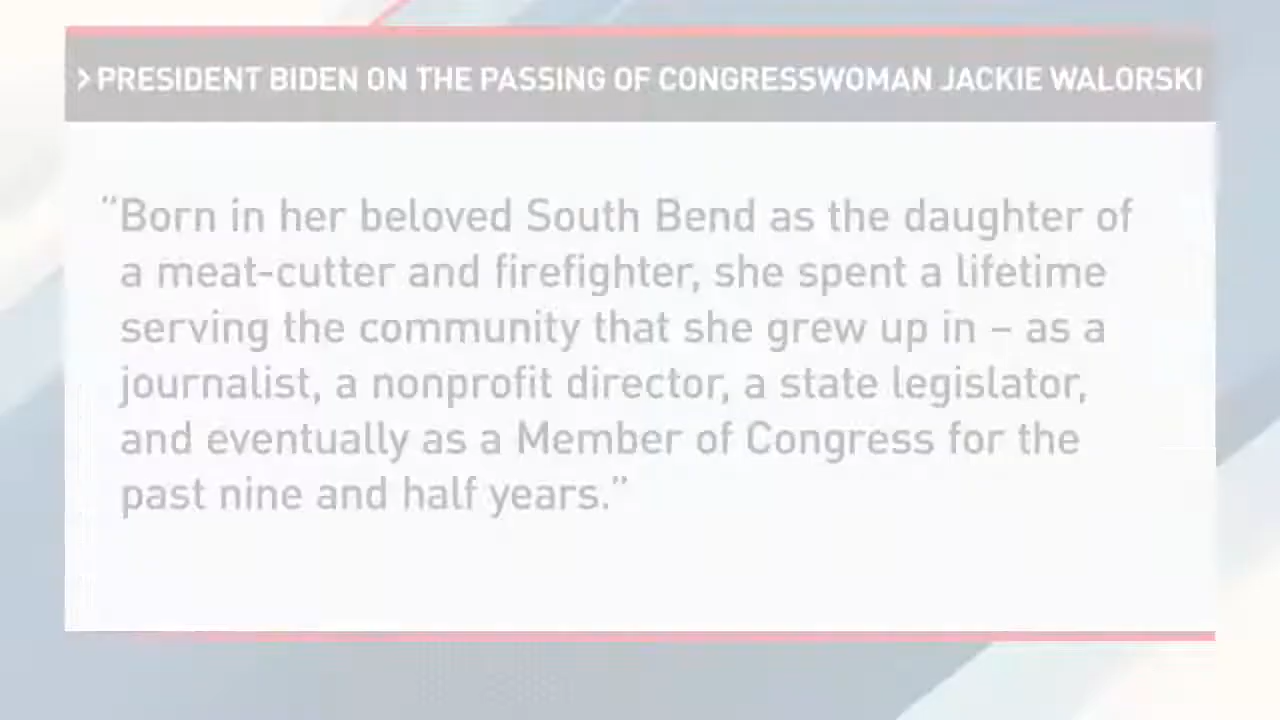 > PRESIDENT BIDEN ON THE PASSING OF CONGRESSWOMAN JACKIE WALORSKI
“Born in her beloved South Bend as the daughter of
a meat-cutter and firefighter, she spent a lifetime
serving the community that she grew up in – as a
journalist, a nonprofit director, a state legislator,
and eventually as a Member of Congress for the
past nine and half years.”